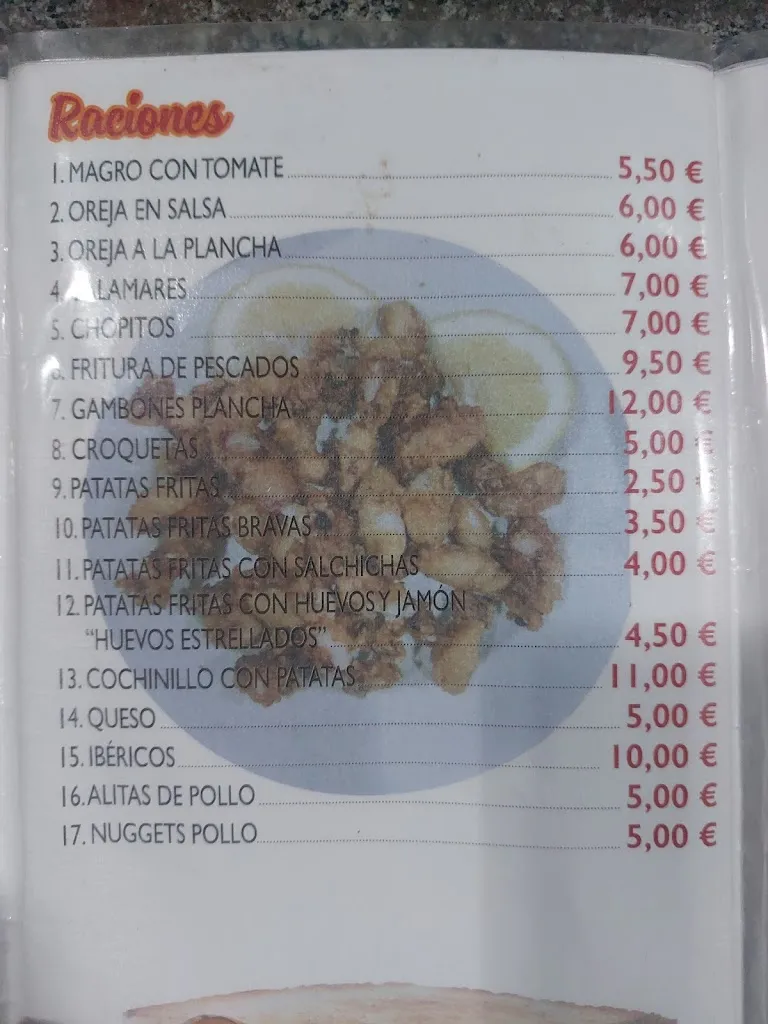 Raciones
1. MAGRO CON TOMATE 5,50 €
2. OREJA EN SALSA 6,00 €
3. OREJA A LA PLANCHA 6,00 €
4. LAMARES 7,00 €
5. CHOPITOS 7,00 €
6. FRITURA DE PESCADOS 9,50 €
7. GAMBONES PLANCHA 12,00 €
8. CROQUETAS 5,00 €
9. PATATAS FRITAS 2,50 €
10. PATATAS FRITAS BRAVAS 3,50 €
11. PATATAS FRITAS CON SALCHICHAS 4,00 €
12. PATATAS FRITAS CON HUEVOS Y JAMÓN
"HUEVOS ESTRELLADOS" 4,50 €
13. COCHINILLO CON PATATAS 11,00 €
14. QUESO 5,00 €
15. IBÉRICOS 10,00 €
16. ALITAS DE POLLO 5,00 €
17. NUGGETS POLLO 5,00 €